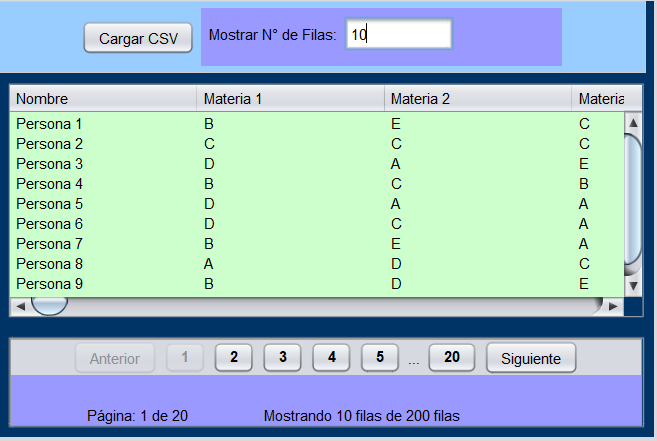 Cargar CSV Mostrar N° de Filas: 10
Nombre Materia 1 Materia 2 Materia
Persona 1 B E C
Persona 2 C C C
Persona 3 D A E
Persona 4 B C B
Persona 5 D A A
Persona 6 D C A
Persona 7 B E A
Persona 8 A D C
Persona 9 B D E
Anterior 1 2 3 4 5 ... 20 Siguiente
Página: 1 de 20 Mostrando 10 filas de 200 filas